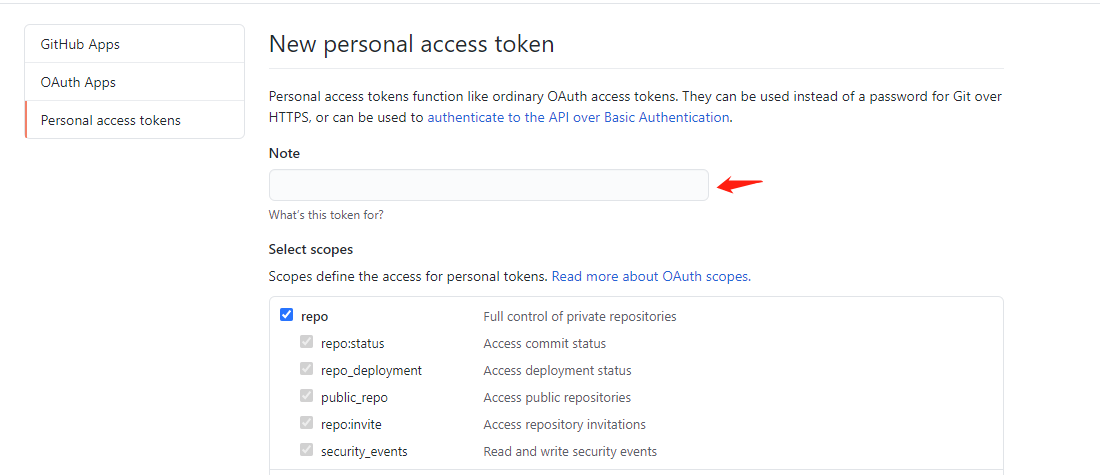 GitHub Apps
OAuth Apps
Personal access tokens
New personal access token
Personal access tokens function like ordinary OAuth access tokens. They can be used instead of a password for Git over
HTTPS, or can be used to authenticate to the API over Basic Authentication.
Note
What's this token for?
Select scopes
Scopes define the access for personal tokens. Read more about OAuth scopes.
repo Full control of private repositories
repo:status Access commit status
repo_deployment Access deployment status
public_repo Access public repositories
repo:invite Access repository invitations
security_events Read and write security events